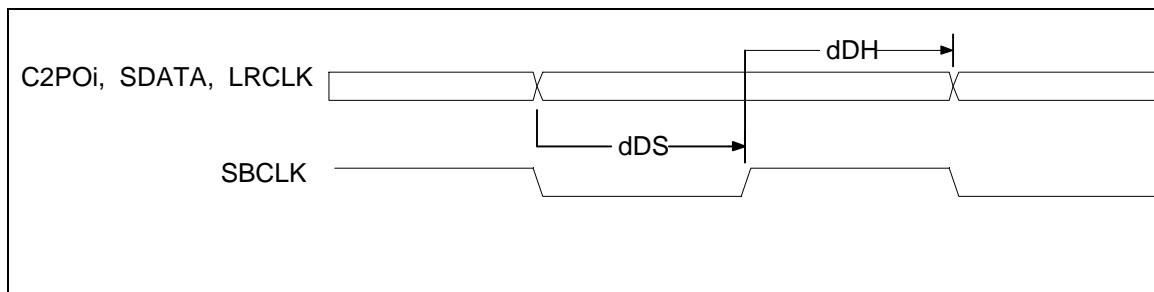 dDH
C2POi, SDATA, LRCLK
dDS
SBCLK